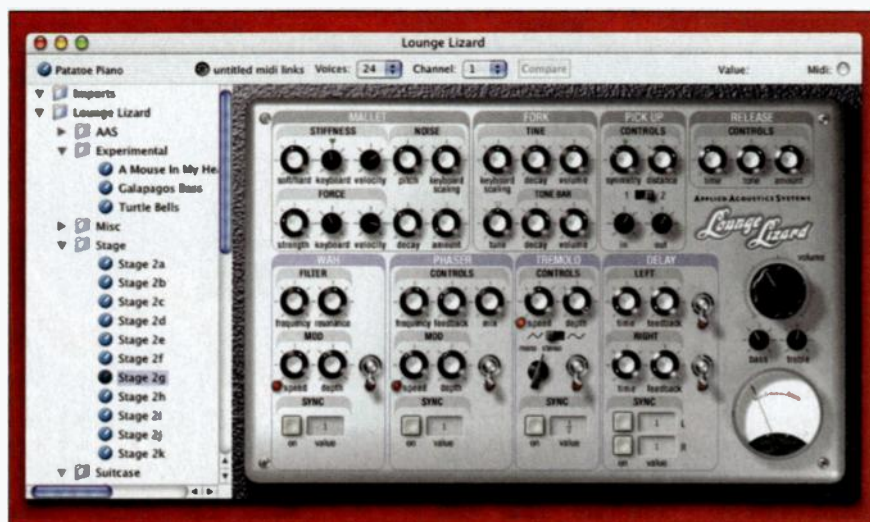 Lounge Lizard
Patatoe Piano untitled midi links Voices: 24 Channel: 1 Compare Value: Midi:
Imports
Lounge Lizard
AAS
Experimental
A Mouse In My He
Galapagos Bass
Turtle Bells
Misc
Stage
Stage 2a
Stage 2b
Stage 2c
Stage 2d
Stage 2e
Stage 2f
Stage 2g
Stage 2h
Stage 2i
Stage 2j
Stage 2k
Suitcase
MALLET
STIFFNESS NOISE
soft/hard keyboard velocity pitch keyboard scaling
FORCE
strength keyboard velocity decay amount
FORK
TINE
keyboard scaling decay volume
TONE BAR
tune decay volume
PICK UP
CONTROLS
symmetry distance
1 2
in out
RELEASE
CONTROLS
time tone amount
APPLIED ACOUSTICS SYSTEMS
Lounge Lizard
volume
bass treble
WAH
FILTER
frequency resonance
MOD
speed depth
SYNC
1
on value
PHASER
CONTROLS
frequency feedback mix
MOD
speed depth
SYNC
1
on value
TREMOLO
CONTROLS
speed depth
mono stereo
SYNC
on value
DELAY
LEFT
time feedback
RIGHT
time feedback
SYNC
1 L
1 R
on value